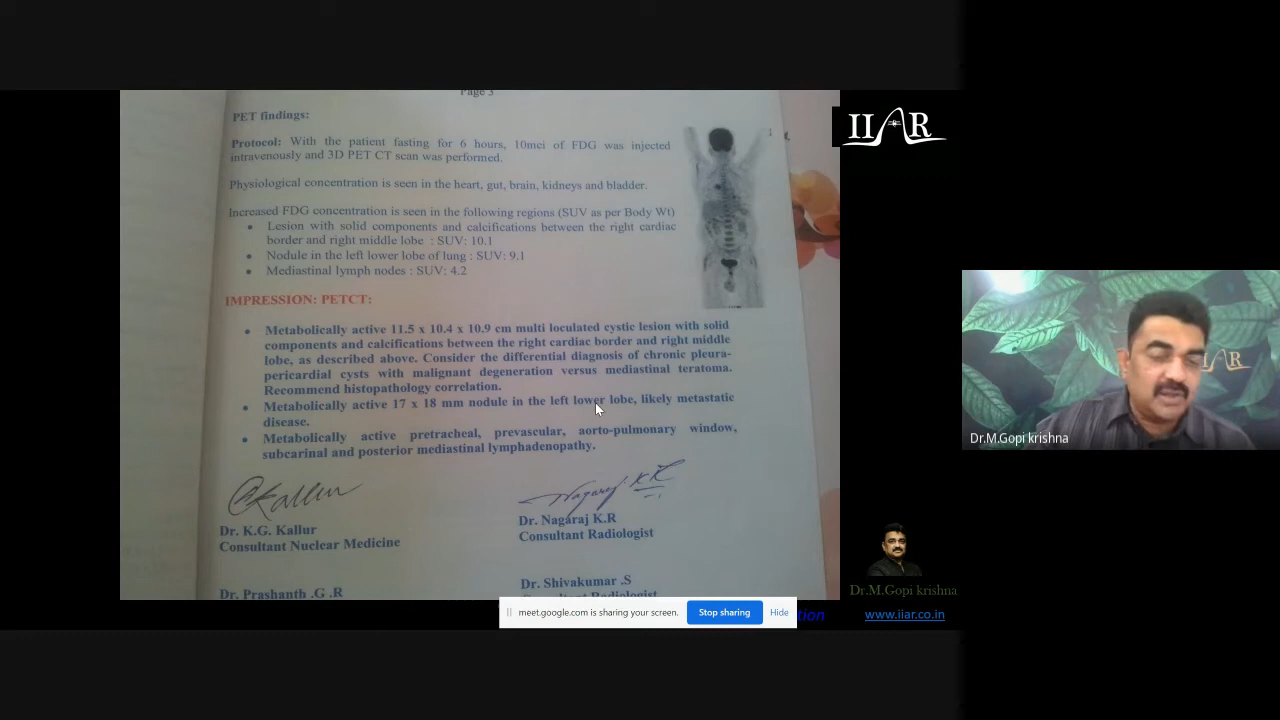 Page 3
PET findings:
Protocol: With the patient fasting for 6 hours, 10mci of FDG was injected
intravenously and 3D PET CT scan was performed.
Physiological concentration is seen in the heart, gut, brain, kidneys and bladder.
Increased FDG concentration is seen in the following regions (SUV as per Body Wt)
• Lesion with solid components and calcifications between the right cardiac
border and right middle lobe : SUV: 10.1
• Nodule in the left lower lobe of lung : SUV: 9.1
• Mediastinal lymph nodes : SUV: 4.2
IMPRESSION: PETCT:
• Metabolically active 11.5 x 10.4 x 10.9 cm multi loculated cystic lesion with solid
components and calcifications between the right cardiac border and right middle
lobe, as described above. Consider the differential diagnosis of chronic pleura-
pericardial cysts with malignant degeneration versus mediastinal teratoma.
Recommend histopathology correlation.
• Metabolically active 17 x 18 mm nodule in the left lower lobe, likely metastatic
disease.
• Metabolically active pretracheal, prevascular, aorto-pulmonary window,
subcarinal and posterior mediastinal lymphadenopathy.
Kallur
Nagaraj K R
Dr. K.G. Kallur
Consultant Nuclear Medicine
Dr. Nagaraj K.R
Consultant Radiologist
Dr. Prashanth .G .R
Dr. Shivakumar .S
Consultant Radiologist
1
IIAR
Dr.M.Gopi krishna
www.iiar.co.in
tion
meet.google.com is sharing your screen.
Stop sharing
Hide
IIAR
Dr.M.Gopi krishna